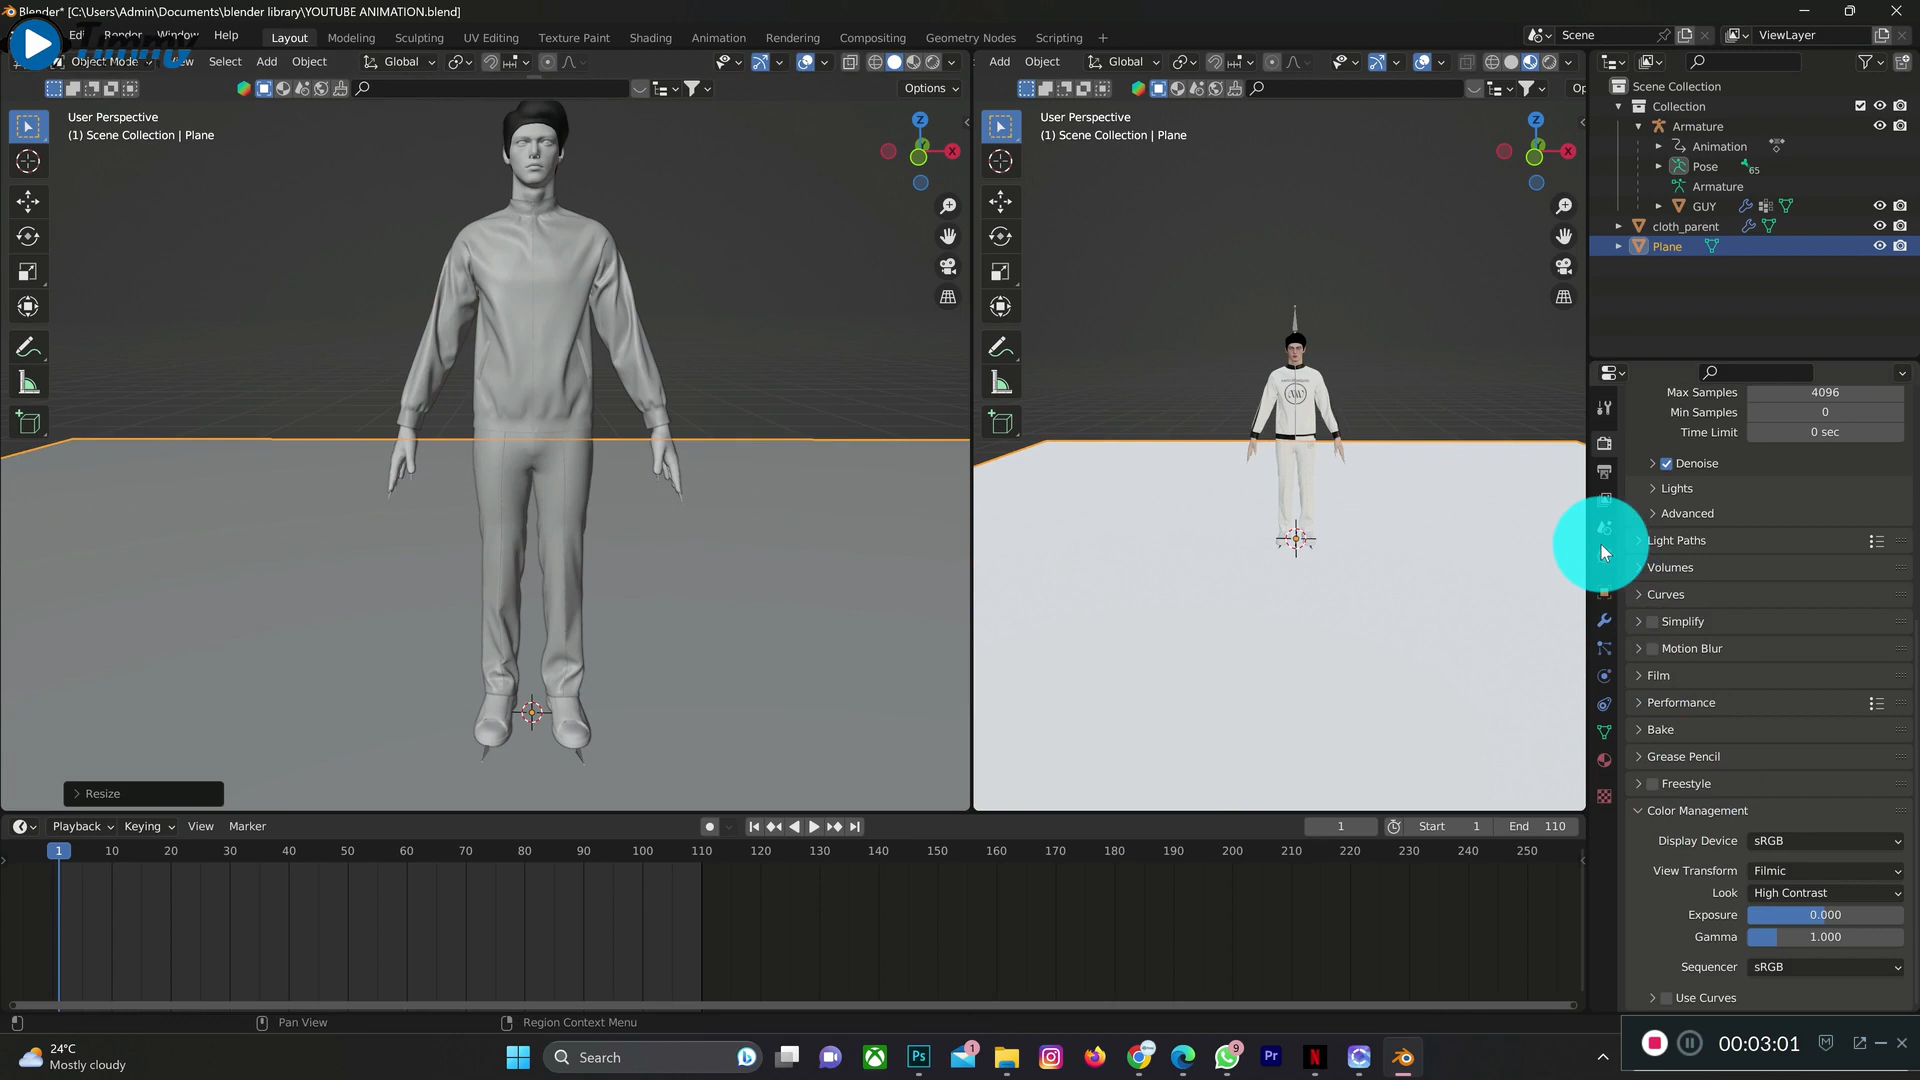 Blender* [C:\Users\Admin\Documents\blender library\YOUTUBE ANIMATION.blend]
Timmy
Edi Render Window Help Layout Modeling Sculpting UV Editing Texture Paint Shading Animation Rendering Compositing Geometry Nodes Scripting + Scene ViewLayer
Object Mode View Select Add Object Global
Add Object Global
Options
Op
User Perspective
(1) Scene Collection | Plane
Z
X
Resize
User Perspective
(1) Scene Collection | Plane
Z
X
Scene Collection
Collection
Armature
Animation
Pose 65
Armature
GUY
cloth_parent
Plane
Max Samples 4096
Min Samples 0
Time Limit 0 sec
Denoise
Lights
Advanced
Light Paths
Volumes
Curves
Simplify
Motion Blur
Film
Performance
Bake
Grease Pencil
Freestyle
Color Management
Display Device sRGB
View Transform Filmic
Look High Contrast
Exposure 0.000
Gamma 1.000
Sequencer sRGB
Use Curves
Playback Keying View Marker 1 Start 1 End 110
1 10 20 30 40 50 60 70 80 90 100 110 120 130 140 150 160 170 180 190 200 210 220 230 240 250
Pan View Region Context Menu
24°C
Mostly cloudy
Search
Ps
1
9
Pr
N
00:03:01